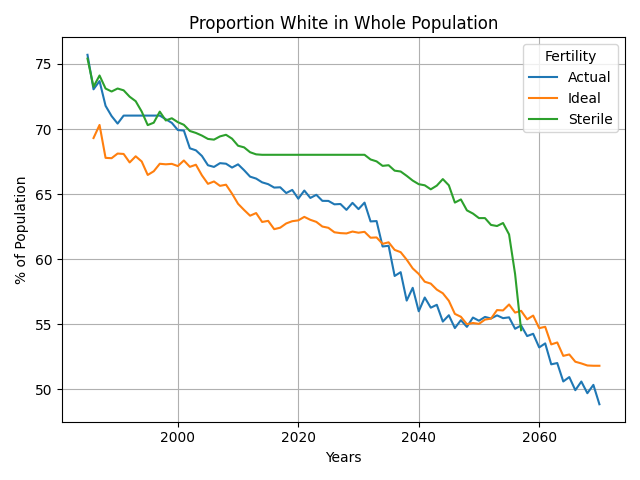 Proportion White in Whole Population
Fertility
Actual
Ideal
Sterile
75
70
65
60
55
50
% of Population
2000
2020
2040
2060
Years